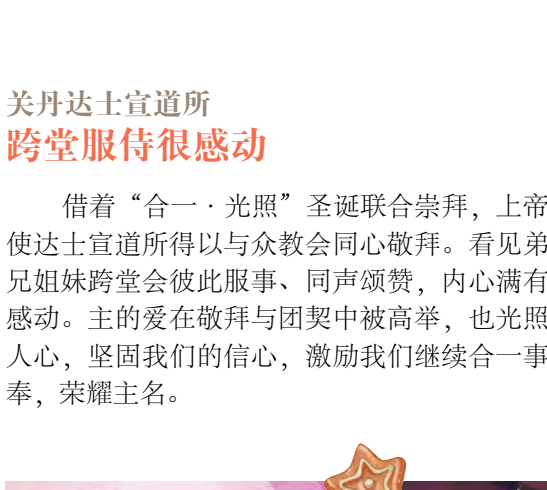 关丹达士宣道所
跨堂服侍很感动
借着“合一·光照”圣诞联合崇拜，上帝
使达士宣道所得以与众教会同心敬拜。看见弟
兄姐妹跨堂会彼此服事、同声颂赞，内心满有
感动。主的爱在敬拜与团契中被高举，也光照
人心，坚固我们的信心，激励我们继续合一事
奉，荣耀主名。